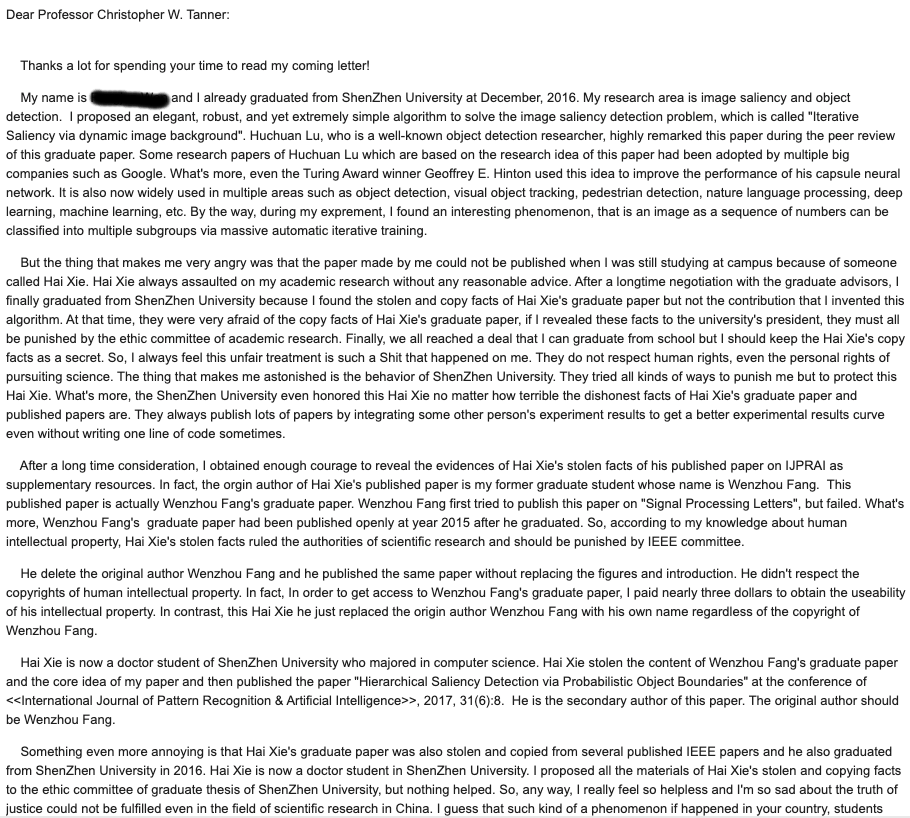 Dear Professor Christopher W. Tanner:
Thanks a lot for spending your time to read my coming letter!
My name is and I already graduated from ShenZhen University at December, 2016. My research area is image saliency and object
detection. I proposed an elegant, robust, and yet extremely simple algorithm to solve the image saliency detection problem, which is called "Iterative
Saliency via dynamic image background". Huchuan Lu, who is a well-known object detection researcher, highly remarked this paper during the peer review
of this graduate paper. Some research papers of Huchuan Lu which are based on the research idea of this paper had been adopted by multiple big
companies such as Google. What's more, even the Turing Award winner Geoffrey E. Hinton used this idea to improve the performance of his capsule neural
network. It is also now widely used in multiple areas such as object detection, visual object tracking, pedestrian detection, nature language processing, deep
learning, machine learning, etc. By the way, during my exprement, I found an interesting phenomenon, that is an image as a sequence of numbers can be
classified into multiple subgroups via massive automatic iterative training.
But the thing that makes me very angry was that the paper made by me could not be published when I was still studying at campus because of someone
called Hai Xie. Hai Xie always assaulted on my academic research without any reasonable advice. After a longtime negotiation with the graduate advisors, I
finally graduated from ShenZhen University because I found the stolen and copy facts of Hai Xie's graduate paper but not the contribution that I invented this
algorithm. At that time, they were very afraid of the copy facts of Hai Xie's graduate paper, if I revealed these facts to the university's president, they must all
be punished by the ethic committee of academic research. Finally, we all reached a deal that I can graduate from school but I should keep the Hai Xie's copy
facts as a secret. So, I always feel this unfair treatment is such a Shit that happened on me. They do not respect human rights, even the personal rights of
pursuiting science. The thing that makes me astonished is the behavior of ShenZhen University. They tried all kinds of ways to punish me but to protect this
Hai Xie. What's more, the ShenZhen University even honored this Hai Xie no matter how terrible the dishonest facts of Hai Xie's graduate paper and
published papers are. They always publish lots of papers by integrating some other person's experiment results to get a better experimental results curve
even without writing one line of code sometimes.
After a long time consideration, I obtained enough courage to reveal the evidences of Hai Xie's stolen facts of his published paper on IJPRAI as
supplementary resources. In fact, the orgin author of Hai Xie's published paper is my former graduate student whose name is Wenzhou Fang. This
published paper is actually Wenzhou Fang's graduate paper. Wenzhou Fang first tried to publish this paper on "Signal Processing Letters", but failed. What's
more, Wenzhou Fang's graduate paper had been published openly at year 2015 after he graduated. So, according to my knowledge about human
intellectual property, Hai Xie's stolen facts ruled the authorities of scientific research and should be punished by IEEE committee.
He delete the original author Wenzhou Fang and he published the same paper without replacing the figures and introduction. He didn't respect the
copyrights of human intellectual property. In fact, In order to get access to Wenzhou Fang's graduate paper, I paid nearly three dollars to obtain the useability
of his intellectual property. In contrast, this Hai Xie he just replaced the origin author Wenzhou Fang with his own name regardless of the copyright of
Wenzhou Fang.
Hai Xie is now a doctor student of ShenZhen University who majored in computer science. Hai Xie stolen the content of Wenzhou Fang's graduate paper
and the core idea of my paper and then published the paper "Hierarchical Saliency Detection via Probabilistic Object Boundaries" at the conference of
<<International Journal of Pattern Recognition & Artificial Intelligence>>, 2017, 31(6):8. He is the secondary author of this paper. The original author should
be Wenzhou Fang.
Something even more annoying is that Hai Xie's graduate paper was also stolen and copied from several published IEEE papers and he also graduated
from ShenZhen University in 2016. Hai Xie is now a doctor student in ShenZhen University. I proposed all the materials of Hai Xie's stolen and copying facts
to the ethic committee of graduate thesis of ShenZhen University, but nothing helped. So, any way, I really feel so helpless and I'm so sad about the truth of
justice could not be fulfilled even in the field of scientific research in China. I guess that such kind of a phenomenon if happened in your country, students